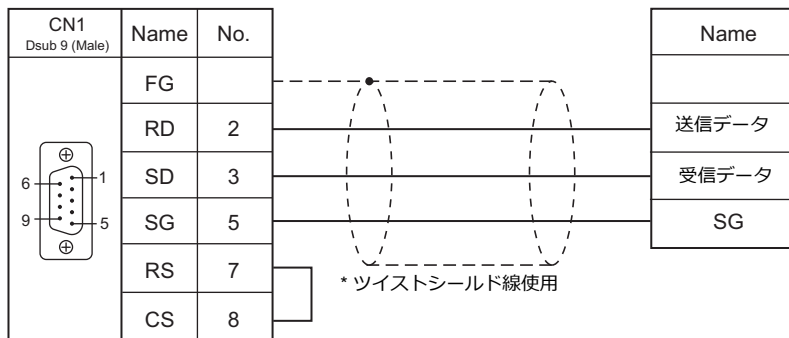 CN1
Dsub 9 (Male)
Name
No.
FG
RD
2
SD
3
SG
5
RS
7
CS
8
6
1
9
5
* ツイストシールド線使用
Name
送信データ
受信データ
SG